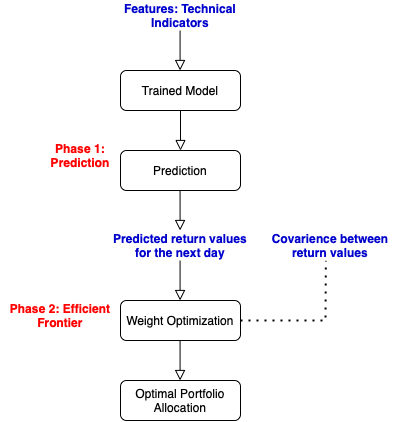 Features: Technical
Indicators
Trained Model
Phase 1:
Prediction
Prediction
Predicted return values
for the next day
Covarience between
return values
Phase 2: Efficient
Frontier
Weight Optimization
Optimal Portfolio
Allocation